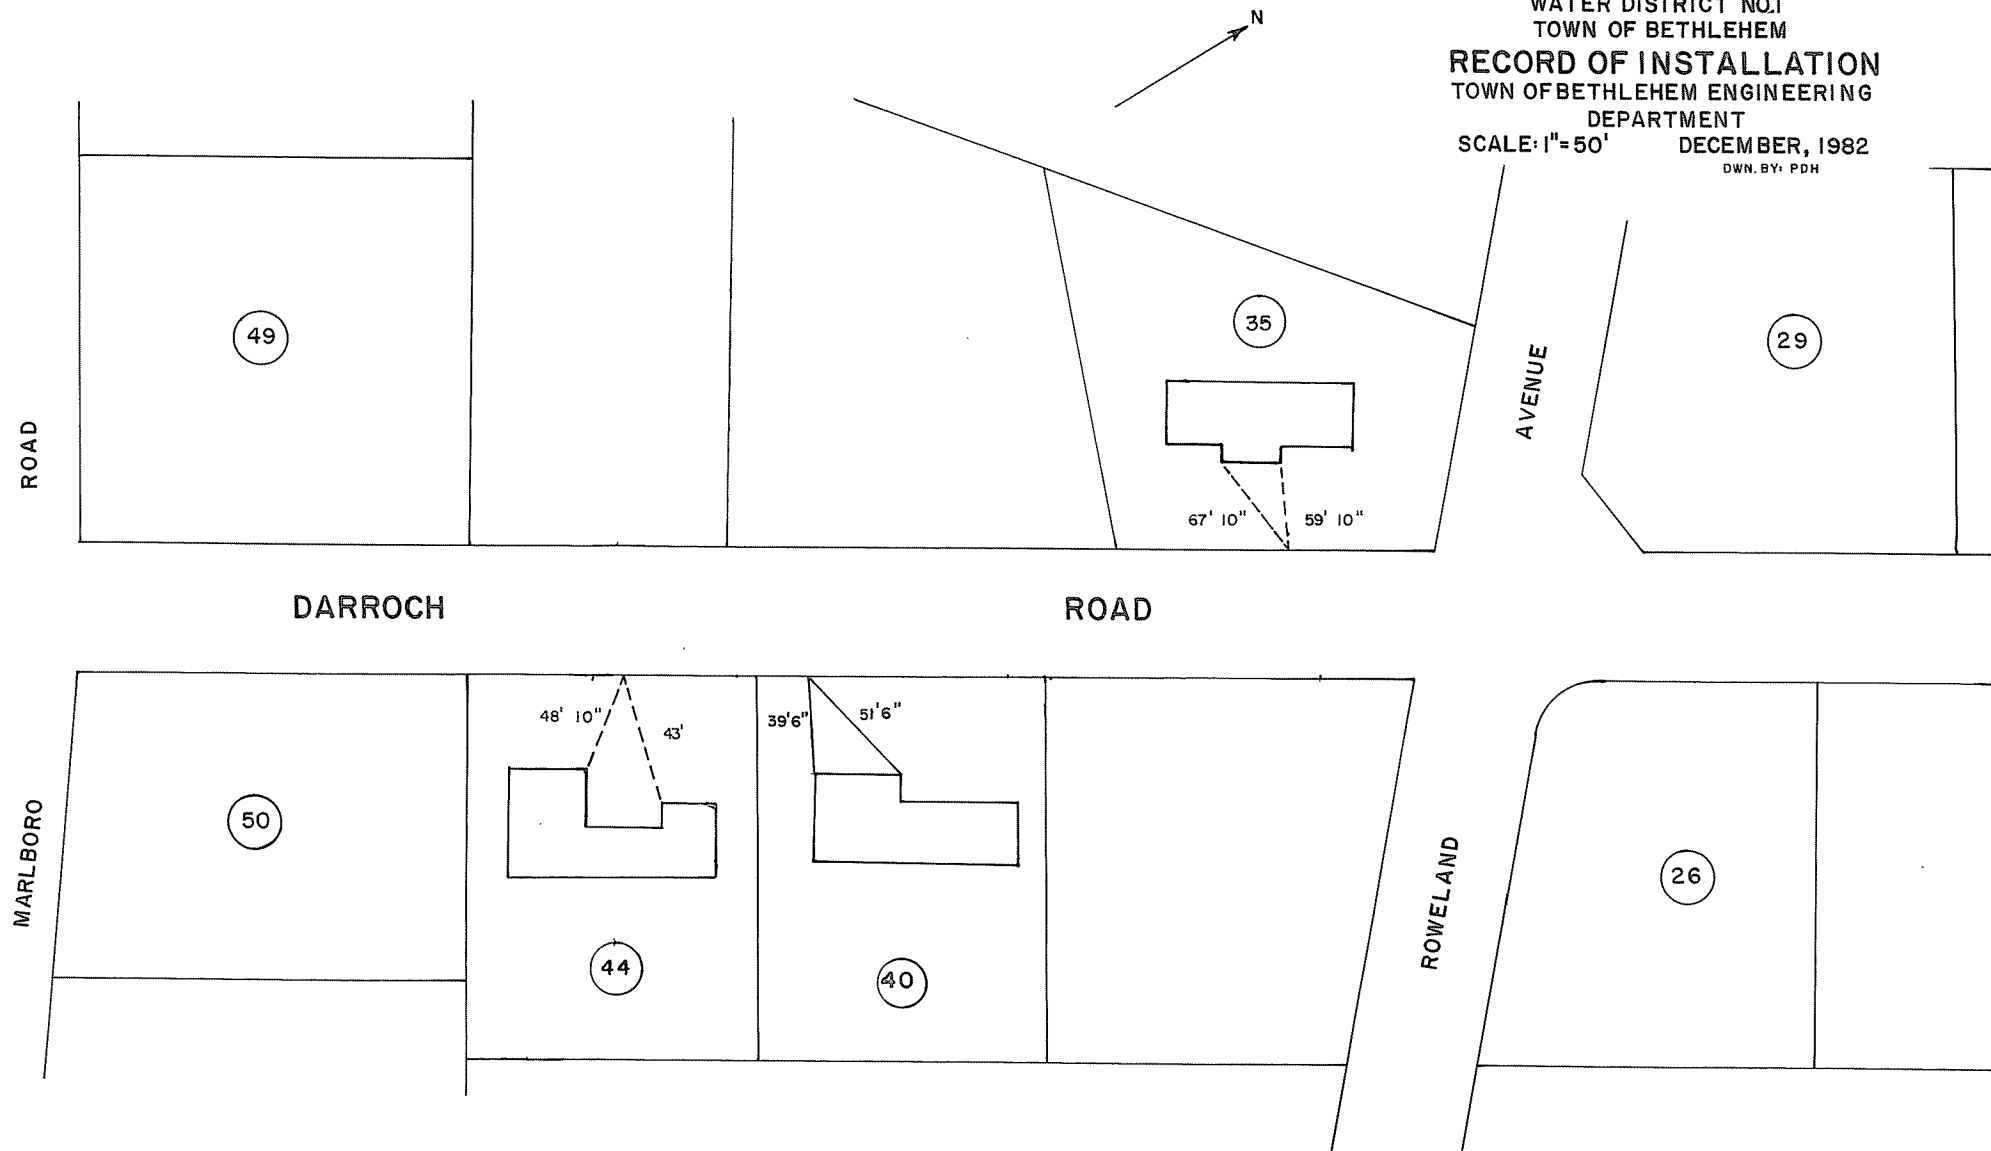 WATER DISTRICT NO.1
TOWN OF BETHLEHEM
RECORD OF INSTALLATION
TOWN OF BETHLEHEM ENGINEERING
DEPARTMENT
SCALE: 1"=50' DECEMBER, 1982
DWN. BY: PDH
N
49
35
29
ROAD
AVENUE
67' 10" 59' 10"
DARROCH ROAD
48' 10" 43' 39'6" 51'6"
50
MARLBORO
ROWELAND
26
44
40